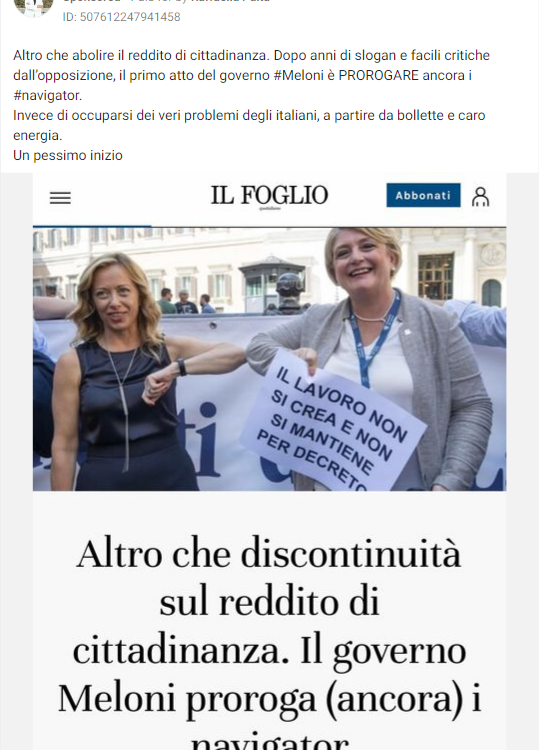 ID: 507612247941458
Altro che abolire il reddito di cittadinanza. Dopo anni di slogan e facili critiche
dall'opposizione, il primo atto del governo #Meloni è PROROGARE ancora i
#navigator.
Invece di occuparsi dei veri problemi degli italiani, a partire da bollette e caro
energia.
Un pessimo inizio
IL FOGLIO
quotidiano
Abbonati
IL LAVORO NON
SI CREA E NON
SI MANTIENE
PER DECRETO
ti
Altro che discontinuità
sul reddito di
cittadinanza. Il governo
Meloni proroga (ancora) i
navigator